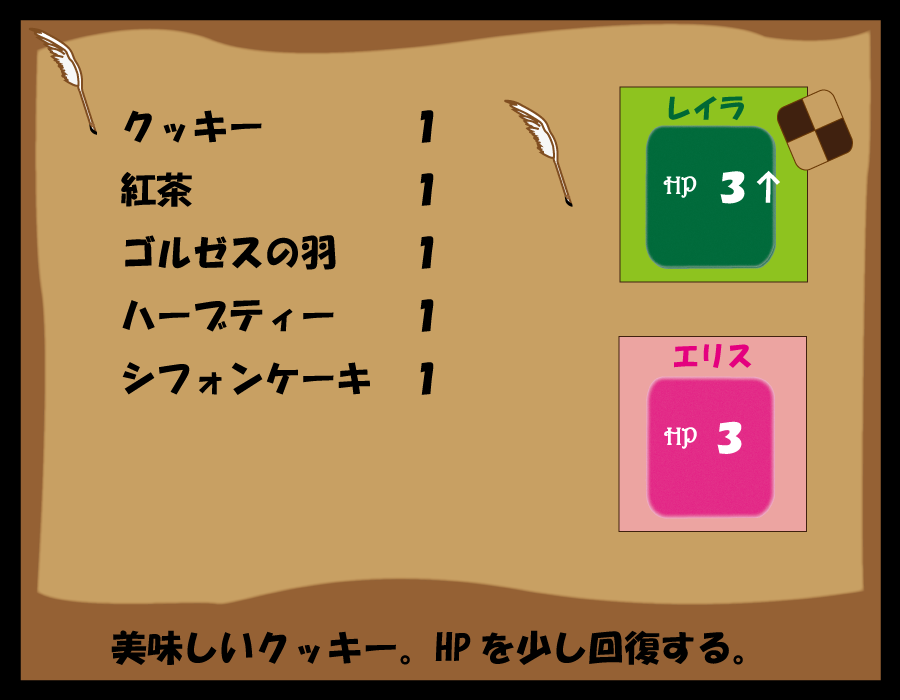 クッキー 1
紅茶 1
ゴルゼスの羽 1
ハーブティー 1
シフォンケーキ 1
レイラ
HP 3↑
エリス
HP 3
美味しいクッキー。HPを少し回復する。